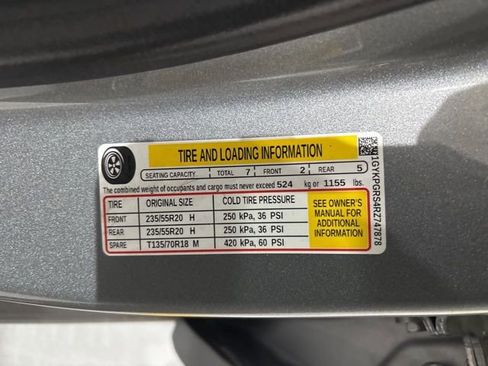 TIRE AND LOADING INFORMATION
SEATING CAPACITY TOTAL 7 FRONT 2 REAR 5
The combined weight of occupants and cargo must never exceed 524 kg or 1155 lbs.
TIRE ORIGINAL SIZE COLD TIRE PRESSURE
FRONT 235/55R20 H 250 kPa, 36 PSI
REAR 235/55R20 H 250 kPa, 36 PSI
SPARE T135/70R18 M 420 kPa, 60 PSI
SEE OWNER'S
MANUAL FOR
ADDITIONAL
INFORMATION
1GYKPGRS4RZ747878